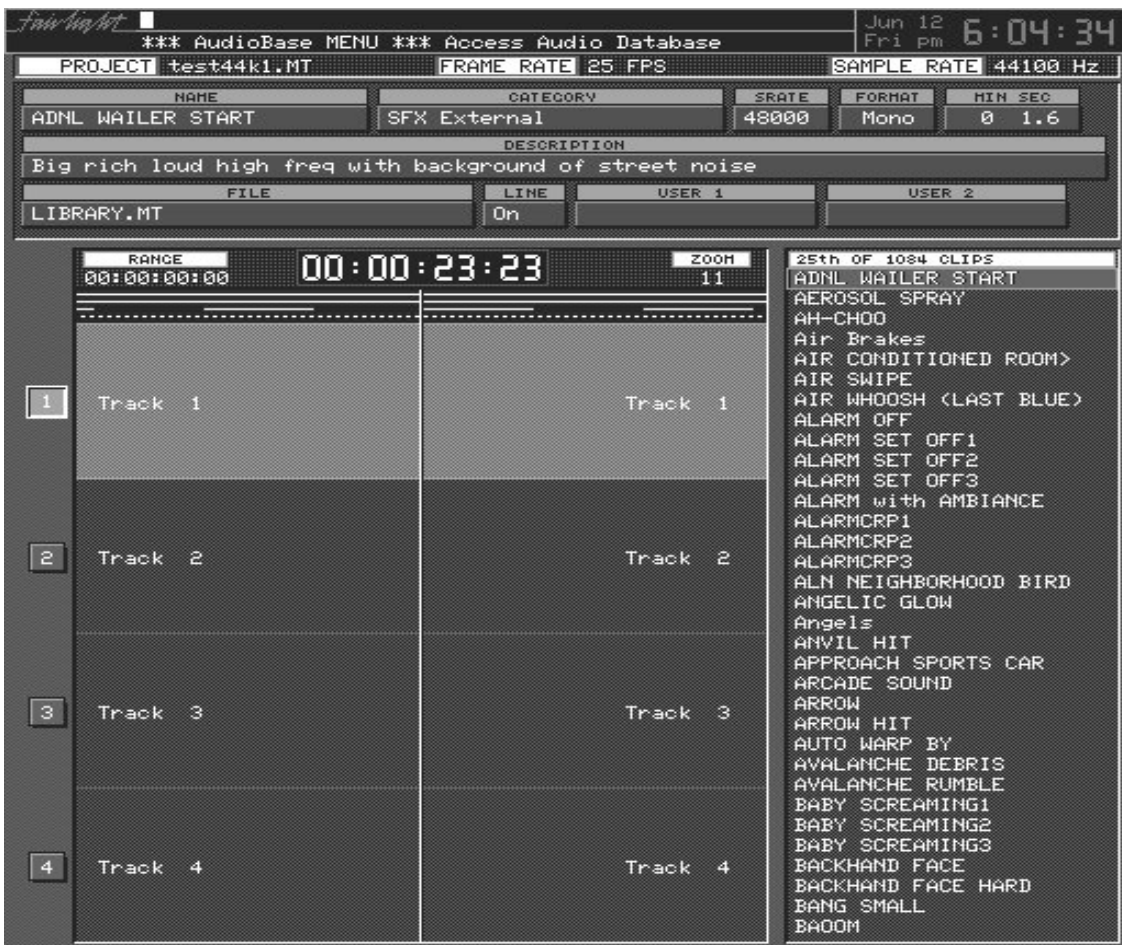 fairlight
*** AudioBase MENU *** Access Audio Database
Jun 12
Fri pm
6:04:34
PROJECT test44k1.MT FRAME RATE 25 FPS SAMPLE RATE 44100 Hz
NAME CATEGORY SRATE FORMAT MIN SEC
ADNL WAILER START SFX External 48000 Mono 0 1.6
DESCRIPTION
Big rich loud high freq with background of street noise
FILE LINE USER 1 USER 2
LIBRARY.MT On
RANGE
00:00:00:00
00:00:23:23
ZOOM
11
1 Track 1 Track 1
2 Track 2 Track 2
3 Track 3 Track 3
4 Track 4 Track 4
25th OF 1084 CLIPS
ADNL WAILER START
AEROSOL SPRAY
AH-CHOO
Air Brakes
AIR CONDITIONED ROOM>
AIR SWIPE
AIR WHOOSH (LAST BLUE)
ALARM OFF
ALARM SET OFF1
ALARM SET OFF2
ALARM SET OFF3
ALARM with AMBIANCE
ALARMCRP1
ALARMCRP2
ALARMCRP3
ALN NEIGHBORHOOD BIRD
ANGELIC GLOW
Angels
ANVIL HIT
APPROACH SPORTS CAR
ARCADE SOUND
ARROW
ARROW HIT
AUTO WARP BY
AVALANCHE DEBRIS
AVALANCHE RUMBLE
BABY SCREAMING1
BABY SCREAMING2
BABY SCREAMING3
BACKHAND FACE
BACKHAND FACE HARD
BANG SMALL
BAOOM